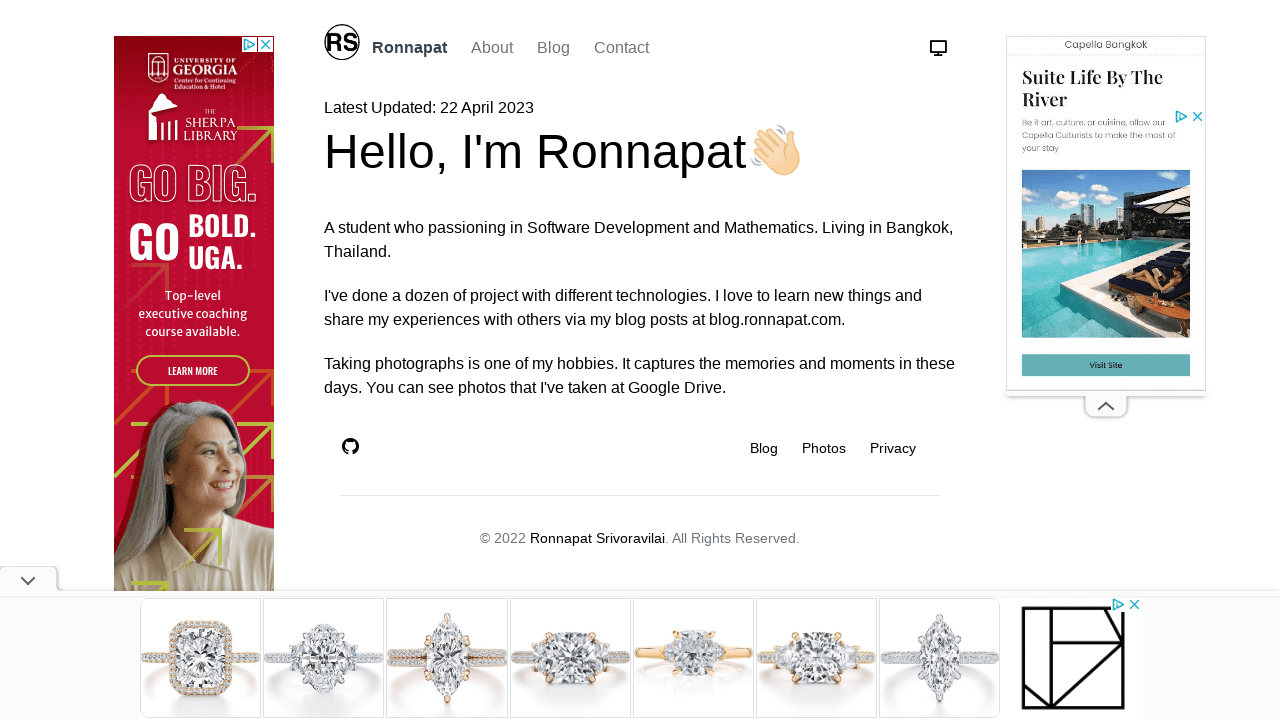 RS
Ronnapat
About
Blog
Contact
Latest Updated: 22 April 2023
Hello, I'm Ronnapat
A student who passioning in Software Development and Mathematics. Living in Bangkok,
Thailand.
I've done a dozen of project with different technologies. I love to learn new things and
share my experiences with others via my blog posts at blog.ronnapat.com.
Taking photographs is one of my hobbies. It captures the memories and moments in these
days. You can see photos that I've taken at Google Drive.
Blog
Photos
Privacy
© 2022 Ronnapat Srivoravilai. All Rights Reserved.
UNIVERSITY OF
GEORGIA
Center for Continuing
Education & Hotel
THE
SHERPA
LIBRARY
GO BIG.
GO BOLD.
UGA.
Top-level
executive coaching
course available.
LEARN MORE
Capella Bangkok
Suite Life By The
River
Be it art, culture, or cuisine, allow our
Capella Culturists to make the most of
your stay
Visit Site